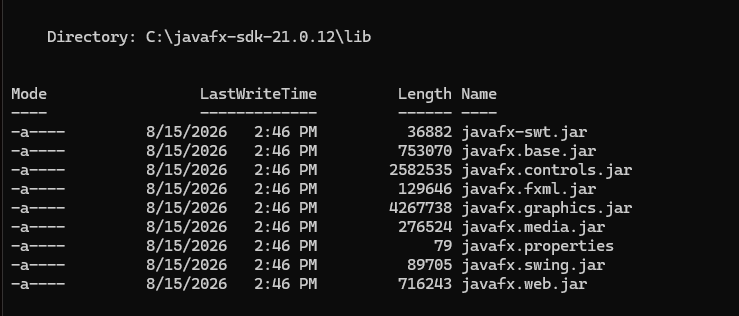 Directory: C:\javafx-sdk-21.0.12\lib
Mode                 LastWriteTime         Length Name
----                 -------------         ------ ----
-a----         8/15/2026   2:46 PM          36882 javafx-swt.jar
-a----         8/15/2026   2:46 PM         753070 javafx.base.jar
-a----         8/15/2026   2:46 PM        2582535 javafx.controls.jar
-a----         8/15/2026   2:46 PM         129646 javafx.fxml.jar
-a----         8/15/2026   2:46 PM        4267738 javafx.graphics.jar
-a----         8/15/2026   2:46 PM         276524 javafx.media.jar
-a----         8/15/2026   2:46 PM             79 javafx.properties
-a----         8/15/2026   2:46 PM          89705 javafx.swing.jar
-a----         8/15/2026   2:46 PM         716243 javafx.web.jar